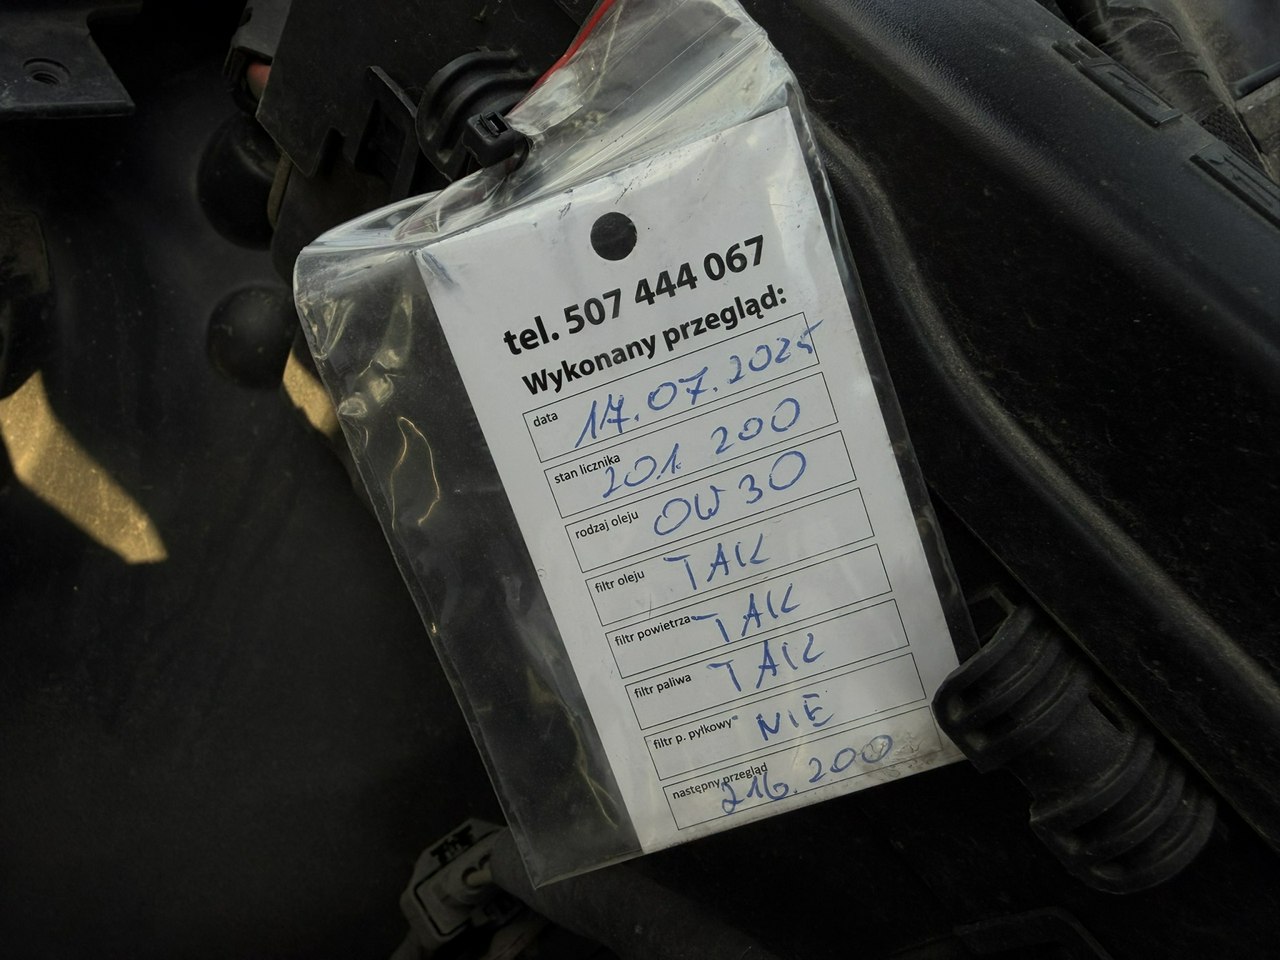 tel. 507 444 067
Wykonany przegląd:
data 17.07.2025
stan licznika 201.200
rodzaj oleju 0W30
filtr oleju TAK
filtr powietrza TAK
filtr paliwa TAK
filtr p. pyłkowy NIE
następny przegląd 216.200